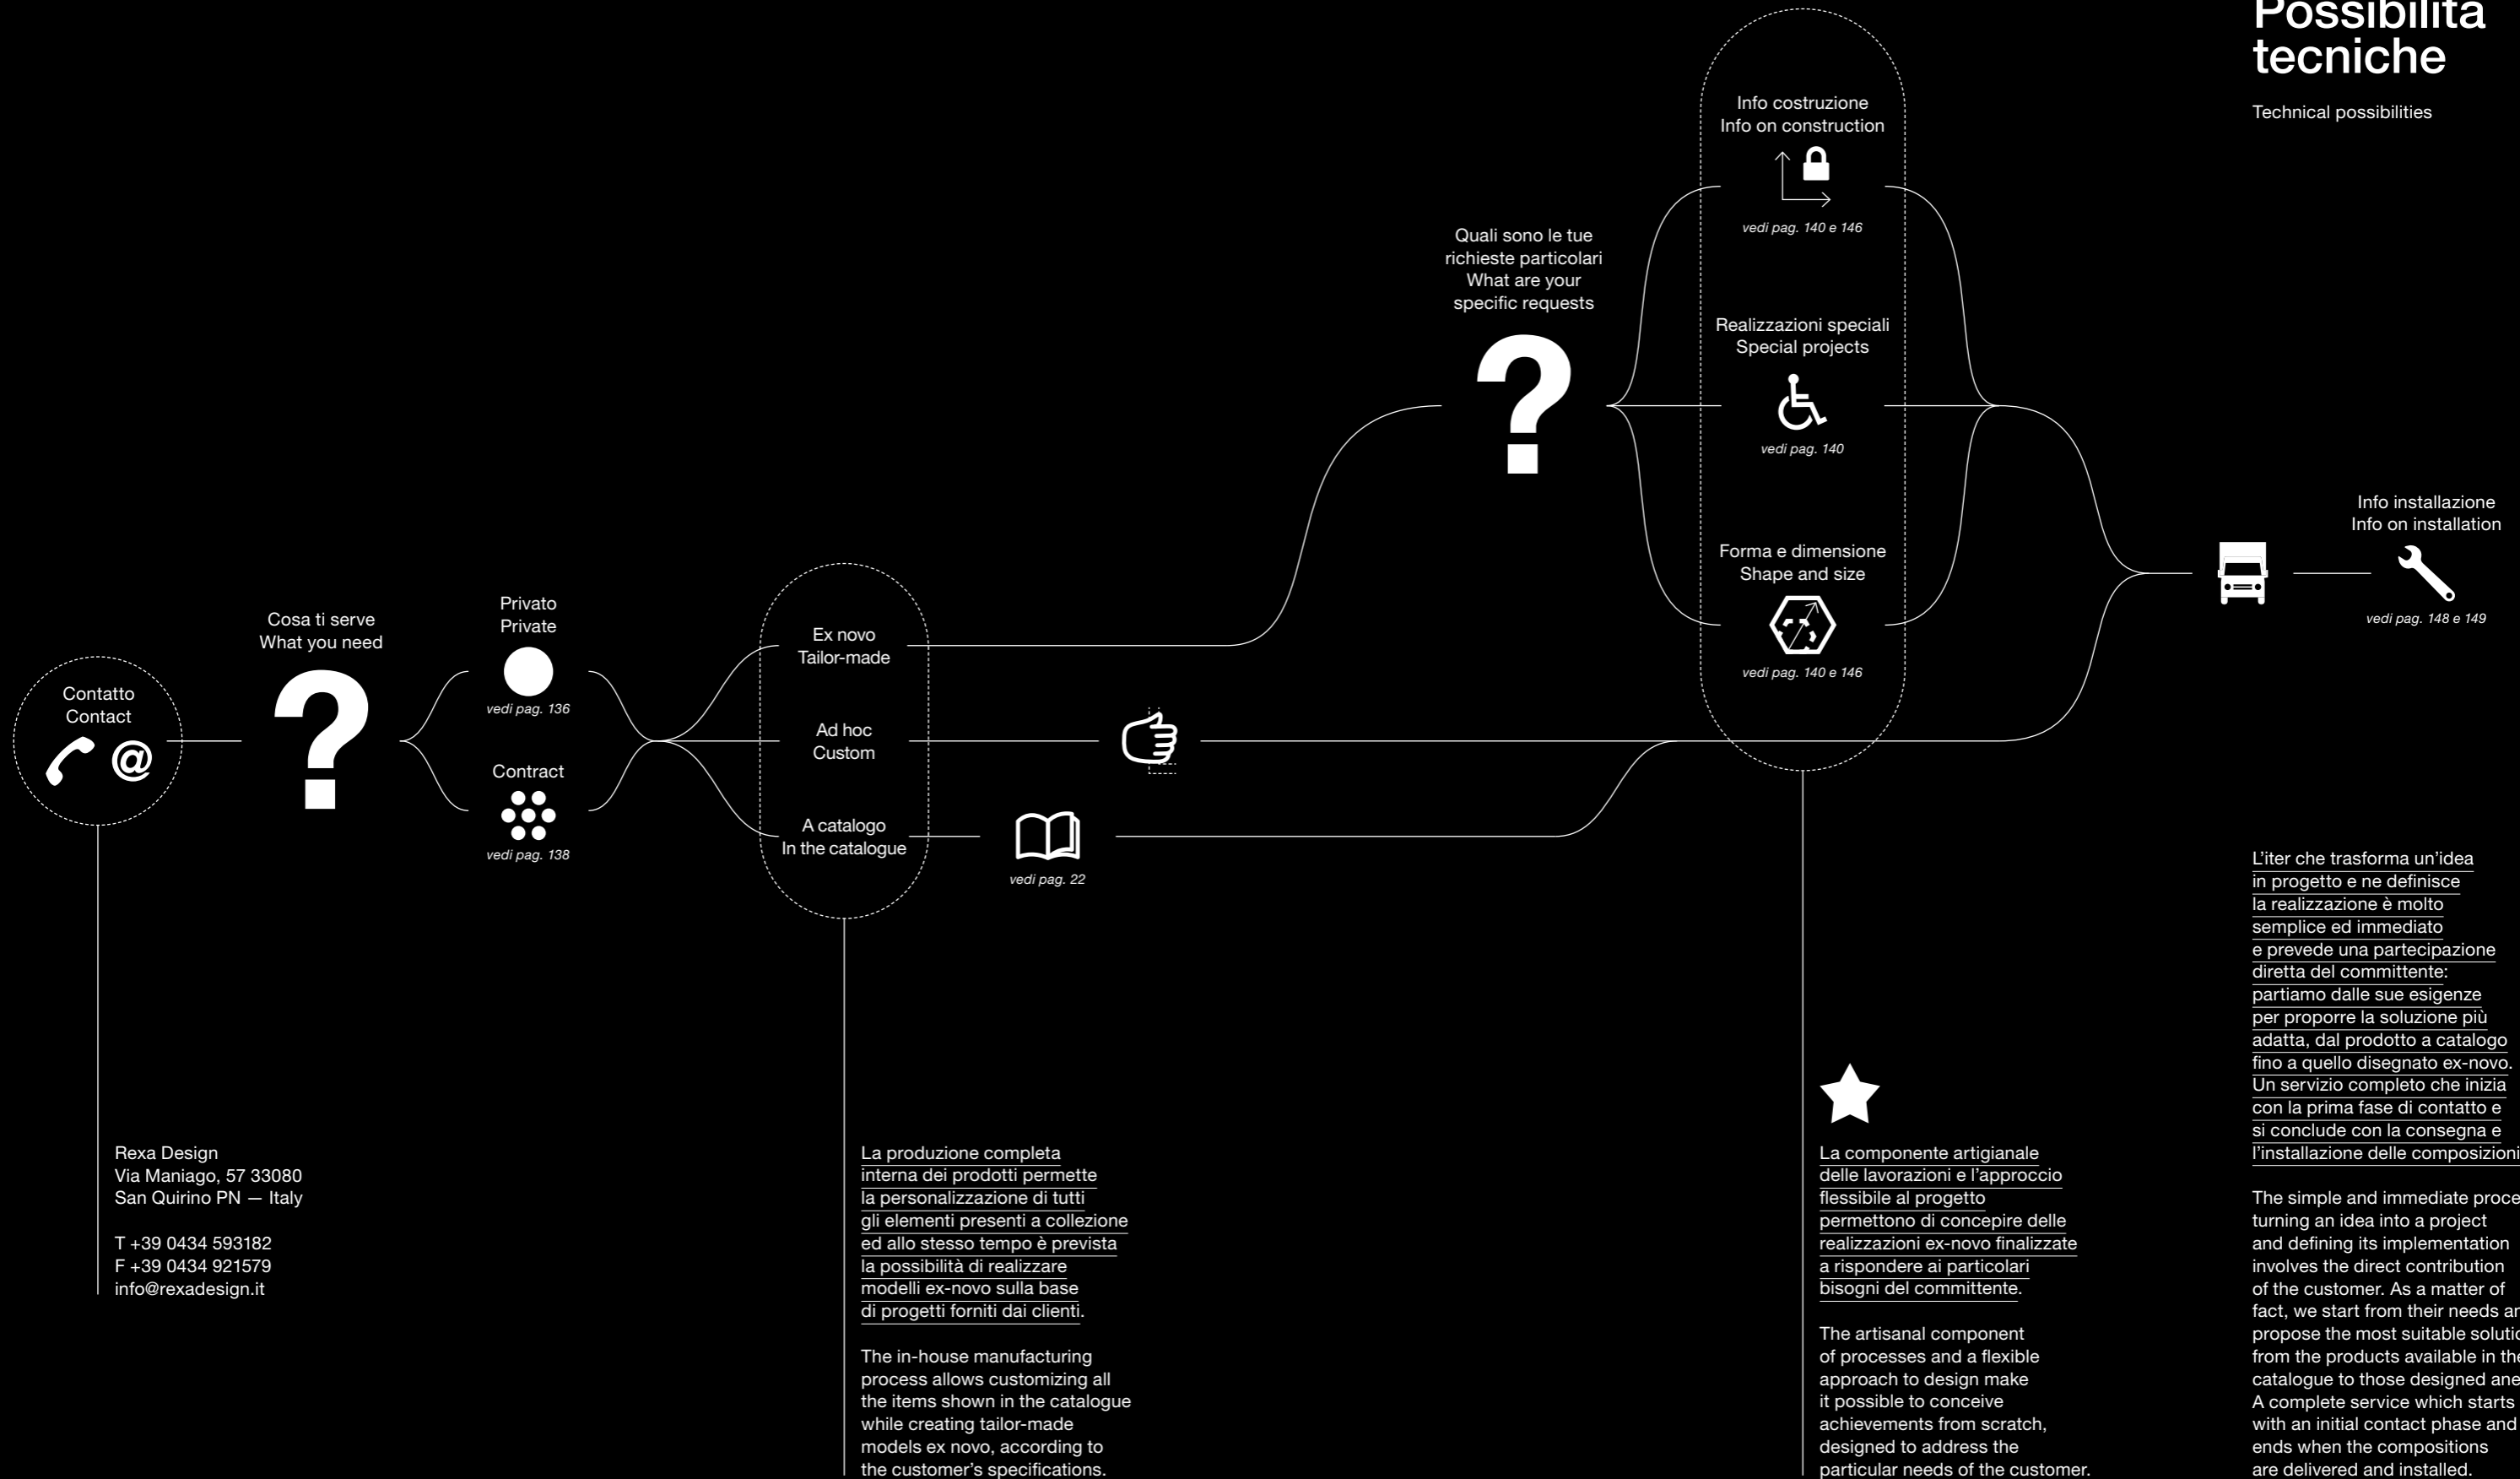 Possibilità
tecniche
Technical possibilities
Contatto
Contact
@
Cosa ti serve
What you need
?
Privato
Private
vedi pag. 136
Contract
vedi pag. 138
Ex novo
Tailor-made
Ad hoc
Custom
A catalogo
In the catalogue
vedi pag. 22
Quali sono le tue
richieste particolari
What are your
specific requests
?
Info costruzione
Info on construction
vedi pag. 140 e 146
Realizzazioni speciali
Special projects
vedi pag. 140
Forma e dimensione
Shape and size
vedi pag. 140 e 146
Info installazione
Info on installation
vedi pag. 148 e 149
Rexa Design
Via Maniago, 57 33080
San Quirino PN — Italy
T +39 0434 593182
F +39 0434 921579
info@rexadesign.it
La produzione completa
interna dei prodotti permette
la personalizzazione di tutti
gli elementi presenti a collezione
ed allo stesso tempo è prevista
la possibilità di realizzare
modelli ex-novo sulla base
di progetti forniti dai clienti.
The in-house manufacturing
process allows customizing all
the items shown in the catalogue
while creating tailor-made
models ex novo, according to
the customer's specifications.
La componente artigianale
delle lavorazioni e l'approccio
flessibile al progetto
permettono di concepire delle
realizzazioni ex-novo finalizzate
a rispondere ai particolari
bisogni del committente.
The artisanal component
of processes and a flexible
approach to design make
it possible to conceive
achievements from scratch,
designed to address the
particular needs of the customer.
L'iter che trasforma un'idea
in progetto e ne definisce
la realizzazione è molto
semplice ed immediato
e prevede una partecipazione
diretta del committente:
partiamo dalle sue esigenze
per proporre la soluzione più
adatta, dal prodotto a catalogo
fino a quello disegnato ex-novo.
Un servizio completo che inizia
con la prima fase di contatto e
si conclude con la consegna e
l'installazione delle composizioni
The simple and immediate
turning an idea into a project
and defining its implementation
involves the direct contribution
of the customer. As a matter of
fact, we start from their needs
propose the most suitable
from the products available in
catalogue to those designed
A complete service which starts
with an initial contact phase and
ends when the compositions
are delivered and installed.